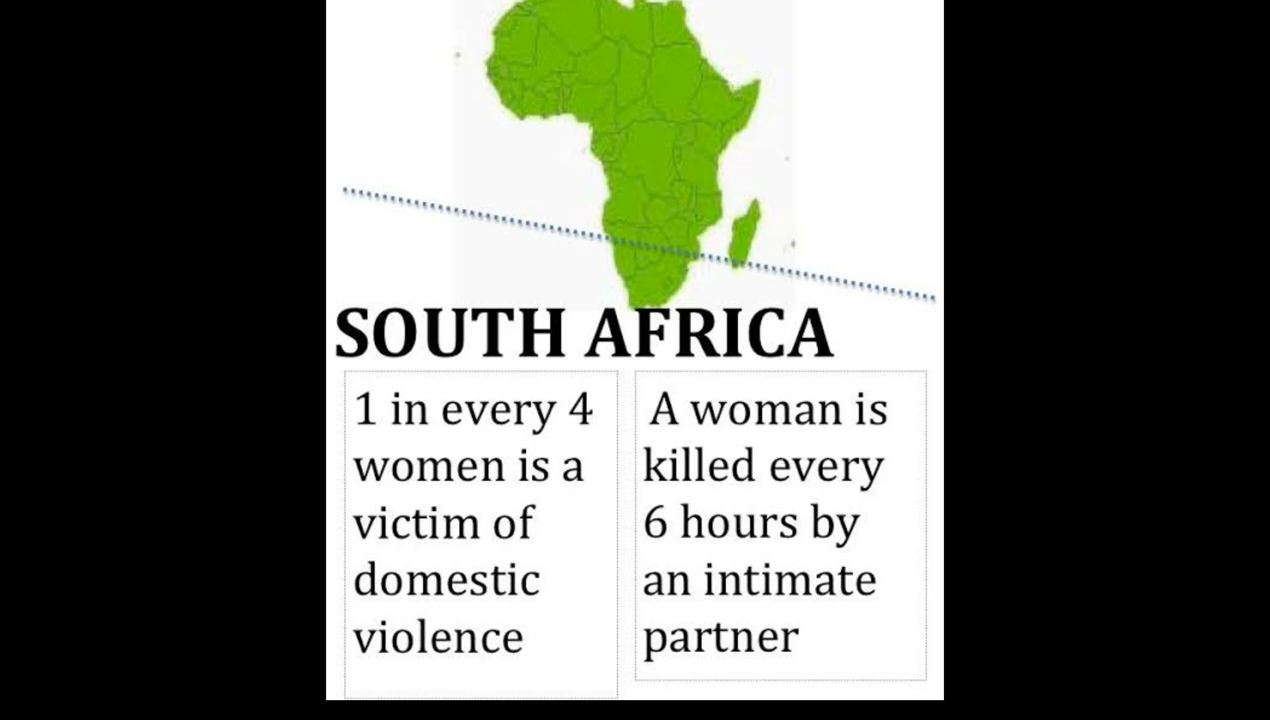 SOUTH AFRICA
1 in every 4
women is a
victim of
domestic
violence
A woman is
killed every
6 hours by
an intimate
partner